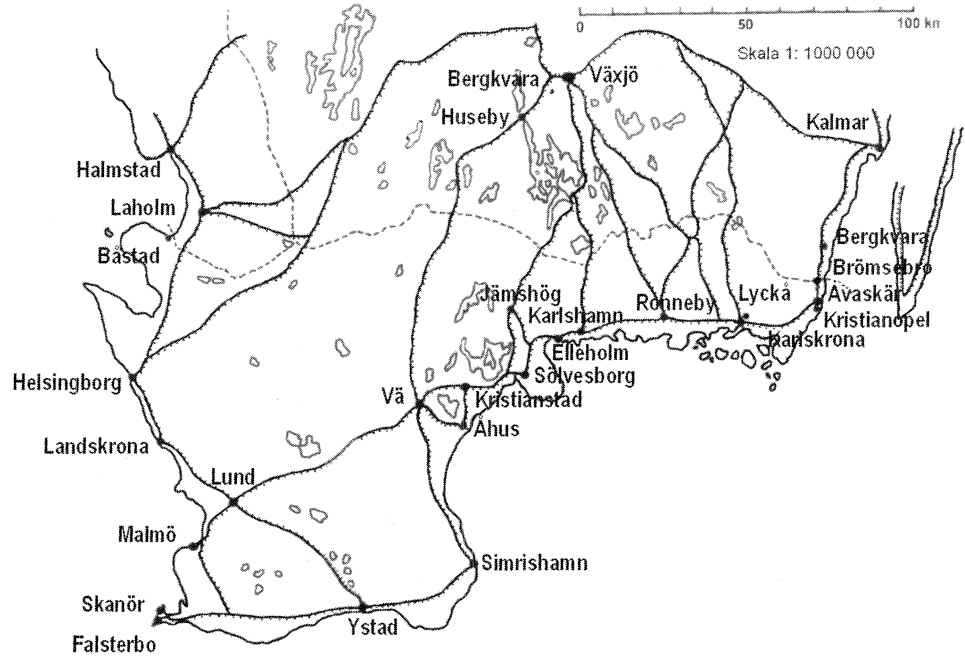 0 50 100 km
Skala 1: 1000 000
Bergkvara
Växjö
Huseby
Kalmar
Halmstad
Laholm
Båstad
Bergkvara
Brömsebro
Jämshög
Ronneby
Lyckå
Avaskär
Karlshamn
Kristianopel
Karlskrona
Elleholm
Helsingborg
Sölvesborg
Vä
Kristianstad
Åhus
Landskrona
Lund
Malmö
Simrishamn
Skanör
Ystad
Falsterbo